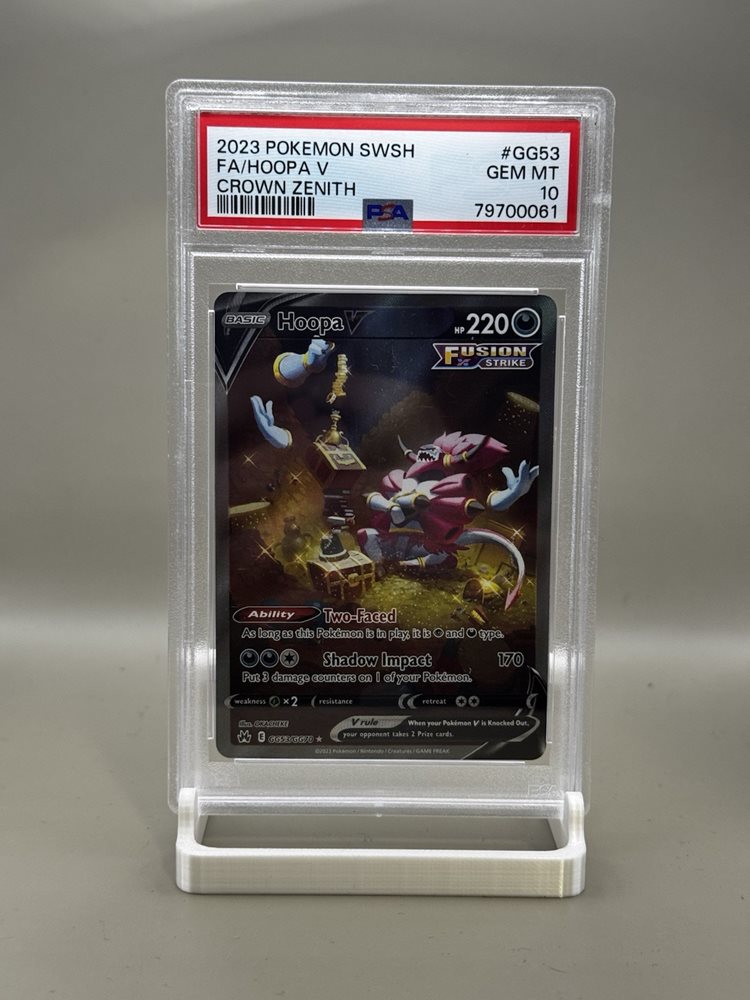 2023 POKEMON SWSH #GG53
FA/HOOPA V GEM MT
CROWN ZENITH 10
PSA 79700061
BASIC Hoopa V HP 220
FUSION
STRIKE
Ability Two-Faced
As long as this Pokémon is in play, it is and type.
Shadow Impact 170
Put 3 damage counters on 1 of your Pokémon.
weakness ×2 resistance retreat
V rule When your Pokémon V is Knocked Out,
your opponent takes 2 Prize cards.
Illus. OKACHEKE
E GG53/GG70 ★
©2023 Pokémon / Nintendo / Creatures / GAME FREAK
PSA